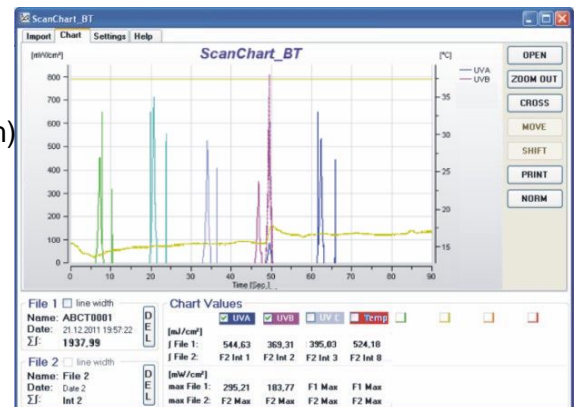 ScanChart_BT
Import Chart Settings Help
ScanChart_BT
[mW/cm²] [°C]
UVA
UVB
800
700
600
500
400
300
200
100
0
35
30
25
20
15
0 10 20 30 40 50 60 70 80 90
Time [Sec.]
OPEN
ZOOM OUT
CROSS
MOVE
SHIFT
PRINT
NORM
File 1 line width
Name: ABCT0001
Date: 21.12.2011 19:57:22
Σ∫: 1937,99
DEL
File 2 line width
Name: File 2
Date: Date 2
Σ∫: Int 2
DEL
Chart Values
UVA UVB UV C Temp
[mJ/cm²]
∫ File 1: 544,63 369,31 395,03 524,18
∫ File 2: F2 Int 1 F2 Int 2 F2 Int 3 F2 Int 8
[mW/cm²]
max File 1: 295,21 183,77 F1 Max F1 Max
max File 2: F2 Max F2 Max F2 Max F2 Max